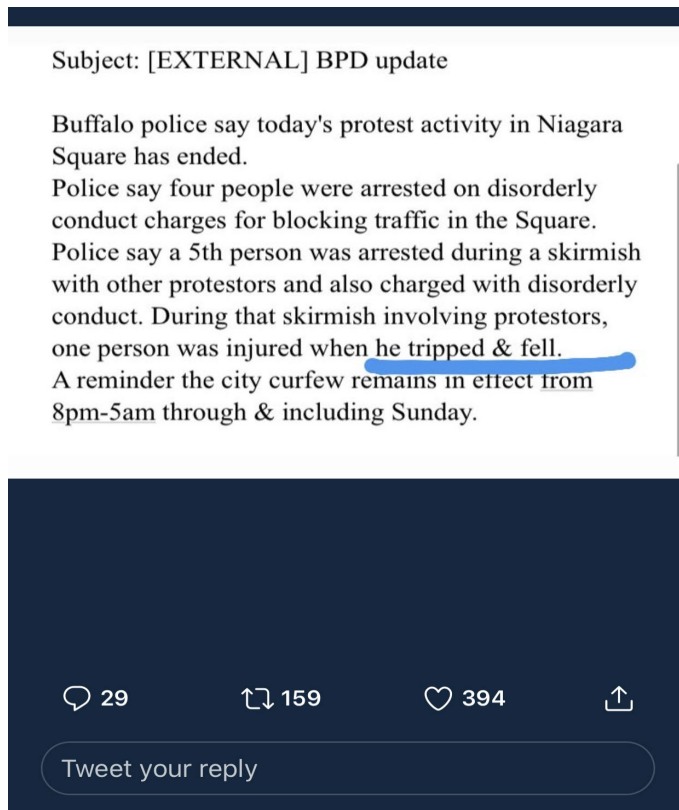 Subject: [EXTERNAL] BPD update
Buffalo police say today's protest activity in Niagara
Square has ended.
Police say four people were arrested on disorderly
conduct charges for blocking traffic in the Square.
Police say a 5th person was arrested during a skirmish
with other protestors and also charged with disorderly
conduct. During that skirmish involving protestors,
one person was injured when he tripped & fell.
A reminder the city curfew remains in effect from
8pm-5am through & including Sunday.
29 159 394
Tweet your reply